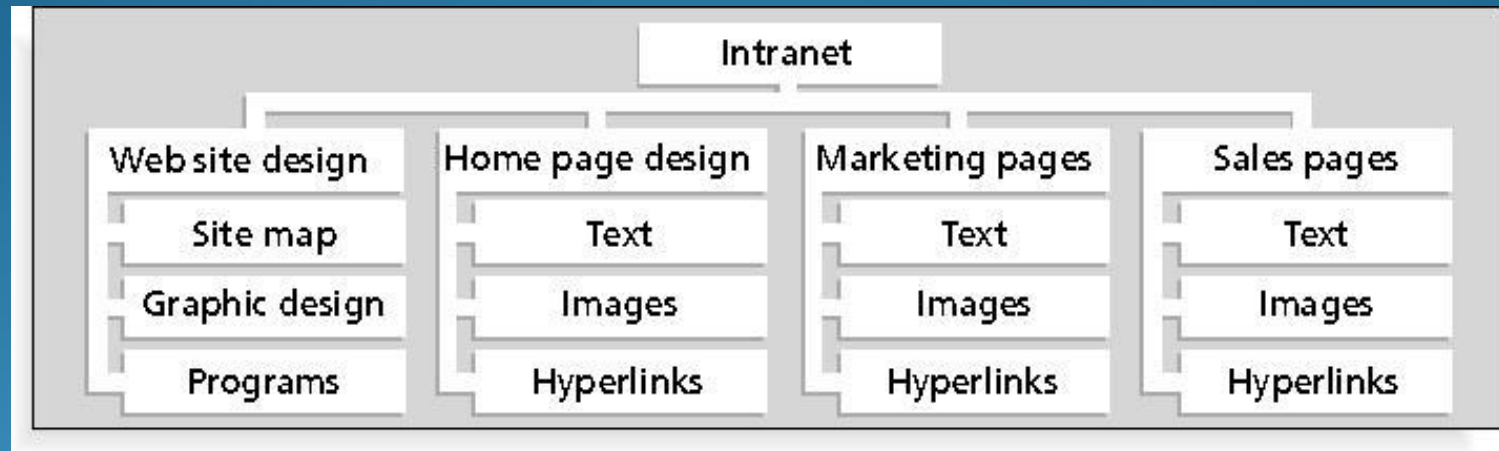 Intranet
Web site design
Site map
Graphic design
Programs
Home page design
Text
Images
Hyperlinks
Marketing pages
Text
Images
Hyperlinks
Sales pages
Text
Images
Hyperlinks